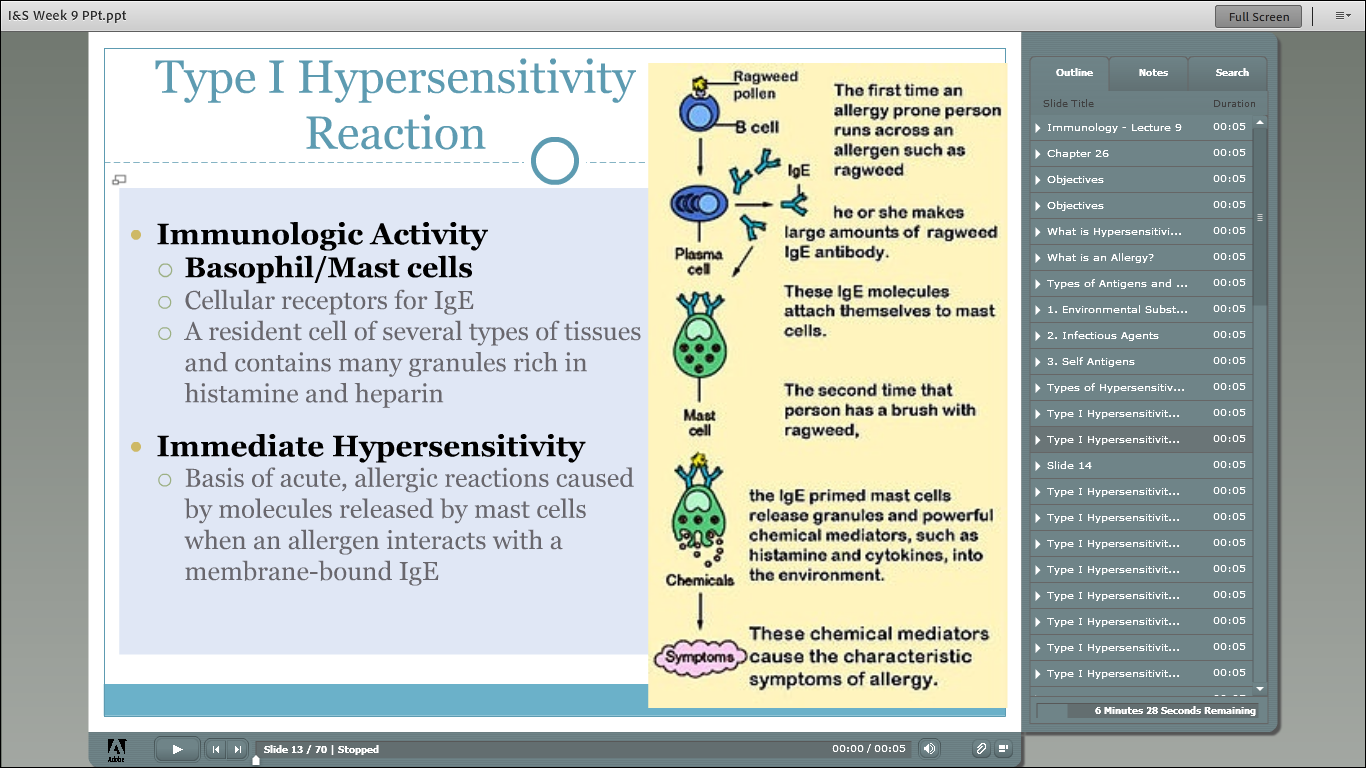 I&S Week 9 PPt.ppt
Full Screen
Type I Hypersensitivity
Reaction
Immunologic Activity
Basophil/Mast cells
Cellular receptors for IgE
A resident cell of several types of tissues
and contains many granules rich in
histamine and heparin
Immediate Hypersensitivity
Basis of acute, allergic reactions caused
by molecules released by mast cells
when an allergen interacts with a
membrane-bound IgE
Ragweed
pollen
B cell
The first time an
allergy prone person
runs across an
allergen such as
ragweed
IgE
he or she makes
large amounts of ragweed
IgE antibody.
Plasma
cell
These IgE molecules
attach themselves to mast
cells.
Mast
cell
The second time that
person has a brush with
ragweed,
the IgE primed mast cells
release granules and powerful
chemical mediators, such as
histamine and cytokines, into
the environment.
Chemicals
Symptoms
These chemical mediators
cause the characteristic
symptoms of allergy.
Outline Notes Search
Slide Title Duration
Immunology - Lecture 9 00:05
Chapter 26 00:05
Objectives 00:05
Objectives 00:05
What is Hypersensitivi... 00:05
What is an Allergy? 00:05
Types of Antigens and ... 00:05
1. Environmental Subst... 00:05
2. Infectious Agents 00:05
3. Self Antigens 00:05
Types of Hypersensitiv... 00:05
Type I Hypersensitivit... 00:05
Type I Hypersensitivit... 00:05
Slide 14 00:05
Type I Hypersensitivit... 00:05
Type I Hypersensitivit... 00:05
Type I Hypersensitivit... 00:05
Type I Hypersensitivit... 00:05
Type I Hypersensitivit... 00:05
Type I Hypersensitivit... 00:05
Type I Hypersensitivit... 00:05
Type I Hypersensitivit... 00:05
6 Minutes 28 Seconds Remaining
Adobe
Slide 13 / 70 | Stopped
00:00 / 00:05